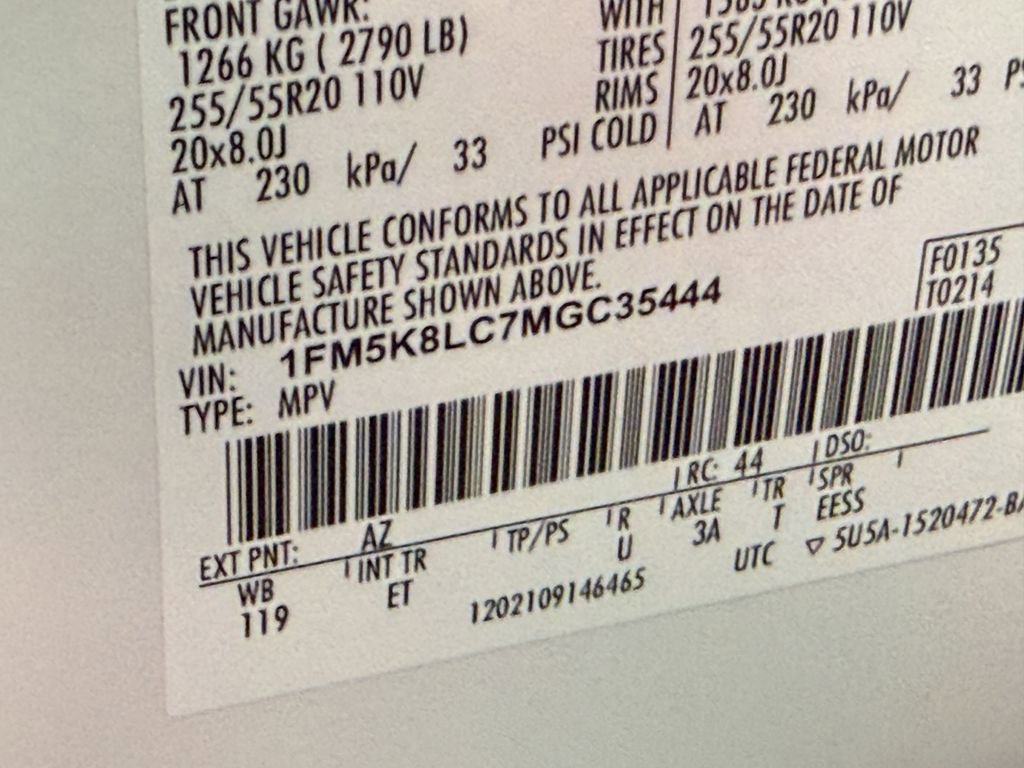 FRONT GAWR:
1266 KG ( 2790 LB)
255/55R20 110V
20x8.0J
AT 230 kPa/ 33 PSI COLD
WITH
TIRES
RIMS
255/55R20 110V
20x8.0J
AT 230 kPa/ 33
THIS VEHICLE CONFORMS TO ALL APPLICABLE FEDERAL MOTOR
VEHICLE SAFETY STANDARDS IN EFFECT ON THE DATE OF
MANUFACTURE SHOWN ABOVE.
F0135
T0214
VIN: 1FM5K8LC7MGC35444
TYPE: MPV
RC: 44 DSO:
EXT PNT: AZ
WB INT TR TP/PS R AXLE TR SPR
119 ET U 3A T EESS
1202109146465 UTC ▽ 5U5A-1520472-BA